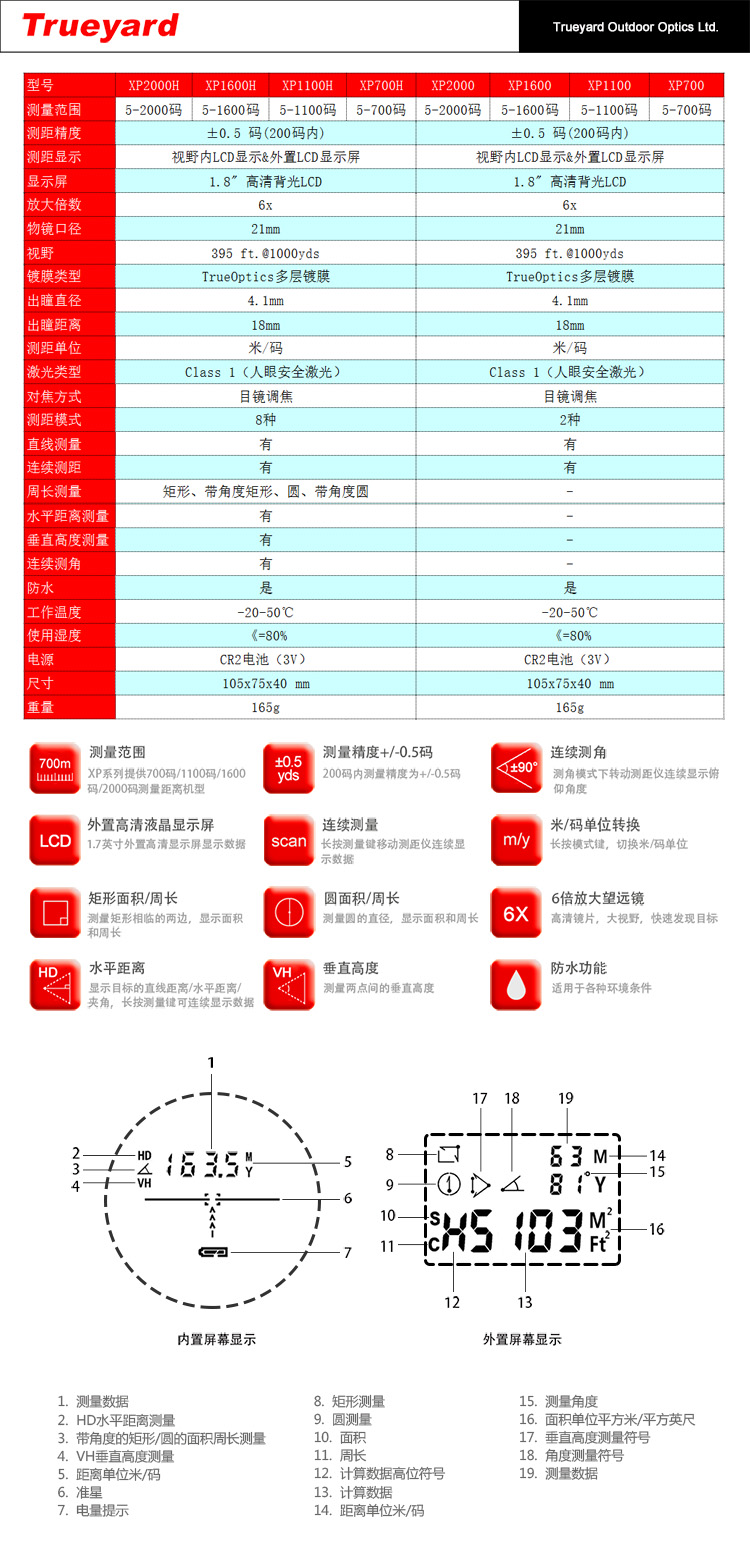 Trueyard
Trueyard Outdoor Optics Ltd.
型号 XP2000H XP1600H XP1100H XP700H XP2000 XP1600 XP1100 XP700
测量范围 5-2000码 5-1600码 5-1100码 5-700码 5-2000码 5-1600码 5-1100码 5-700码
测距精度 ±0.5 码(200码内) ±0.5 码(200码内)
测距显示 视野内LCD显示&外置LCD显示屏 视野内LCD显示&外置LCD显示屏
显示屏 1.8″ 高清背光LCD 1.8″ 高清背光LCD
放大倍数 6x 6x
物镜口径 21mm 21mm
视野 395 ft.@1000yds 395 ft.@1000yds
镀膜类型 TrueOptics多层镀膜 TrueOptics多层镀膜
出瞳直径 4.1mm 4.1mm
出瞳距离 18mm 18mm
测距单位 米/码 米/码
激光类型 Class 1（人眼安全激光） Class 1（人眼安全激光）
对焦方式 目镜调焦 目镜调焦
测距模式 8种 2种
直线测量 有 有
连续测距 有 有
周长测量 矩形、带角度矩形、圆、带角度圆 -
水平距离测量 有 -
垂直高度测量 有 -
连续测角 有 -
防水 是 是
工作温度 -20-50℃ -20-50℃
使用湿度 《=80% 《=80%
电源 CR2电池（3V） CR2电池（3V）
尺寸 105x75x40 mm 105x75x40 mm
重量 165g 165g
700m
测量范围
XP系列提供700码/1100码/1600
码/2000码测量距离机型
±0.5
yds
测量精度+/-0.5码
200码内测量精度为+/-0.5码
±90°
连续测角
测角模式下转动测距仪连续显示俯
仰角度
LCD
外置高清液晶显示屏
1.7英寸外置高清显示屏显示数据
scan
连续测量
长按测量键移动测距仪连续显
示数据
m/y
米/码单位转换
长按模式键，切换米/码单位
矩形面积/周长
测量矩形相临的两边，显示面积
和周长
圆面积/周长
测量圆的直径，显示面积和周长
6X
6倍放大望远镜
高清镜片，大视野，快速发现目标
HD
水平距离
显示目标的直线距离/水平距离/
夹角，长按测量键可连续显示数据
VH
垂直高度
测量两点间的垂直高度
防水功能
适用于各种环境条件
1
2 HD
3
4 VH
163.5 M
Y
5
6
7
内置屏幕显示
17 18 19
8
9
10 S
11 C
63 M 14
81° Y 15
H5 103 M²
Ft² 16
12 13
外置屏幕显示
1. 测量数据
2. HD水平距离测量
3. 带角度的矩形/圆的面积周长测量
4. VH垂直高度测量
5. 距离单位米/码
6. 准星
7. 电量提示
8. 矩形测量
9. 圆测量
10. 面积
11. 周长
12. 计算数据高位符号
13. 计算数据
14. 距离单位米/码
15. 测量角度
16. 面积单位平方米/平方英尺
17. 垂直高度测量符号
18. 角度测量符号
19. 测量数据